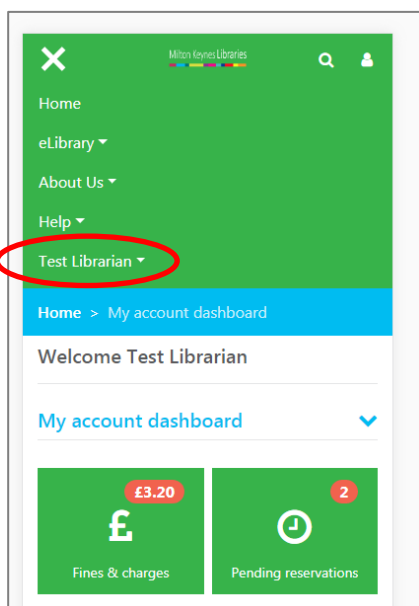 Milton Keynes Libraries
Home
eLibrary
About Us
Help
Test Librarian
Home > My account dashboard
Welcome Test Librarian
My account dashboard
£3.20
£
Fines & charges
2
Pending reservations